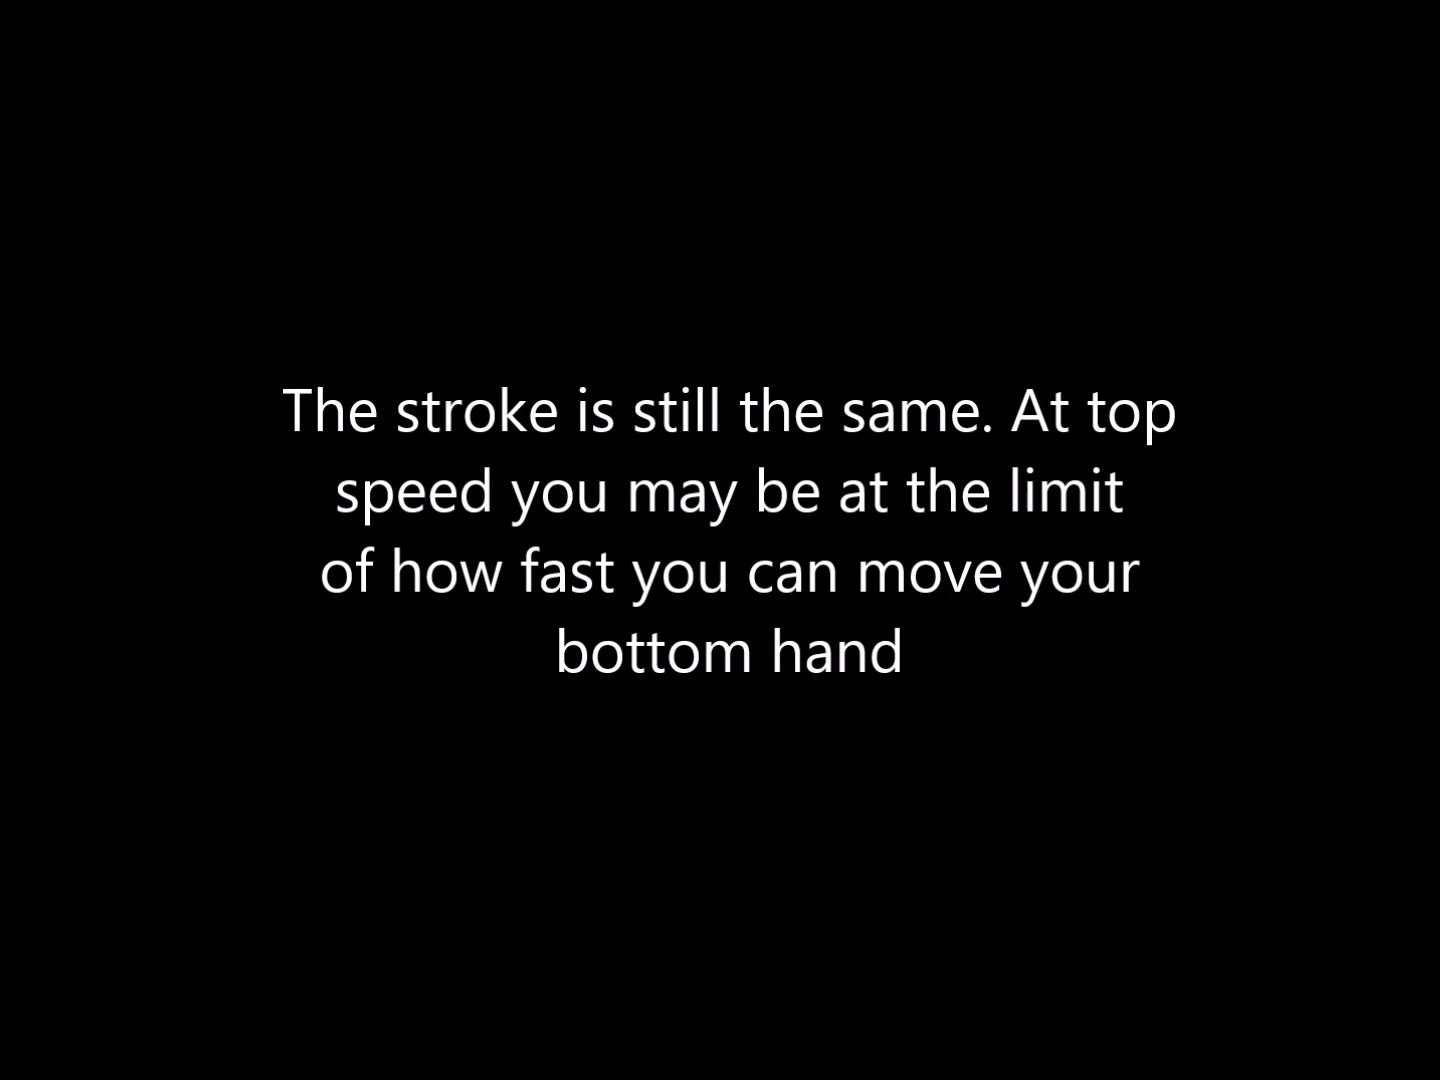 The stroke is still the same. At top
speed you may be at the limit
of how fast you can move your
bottom hand